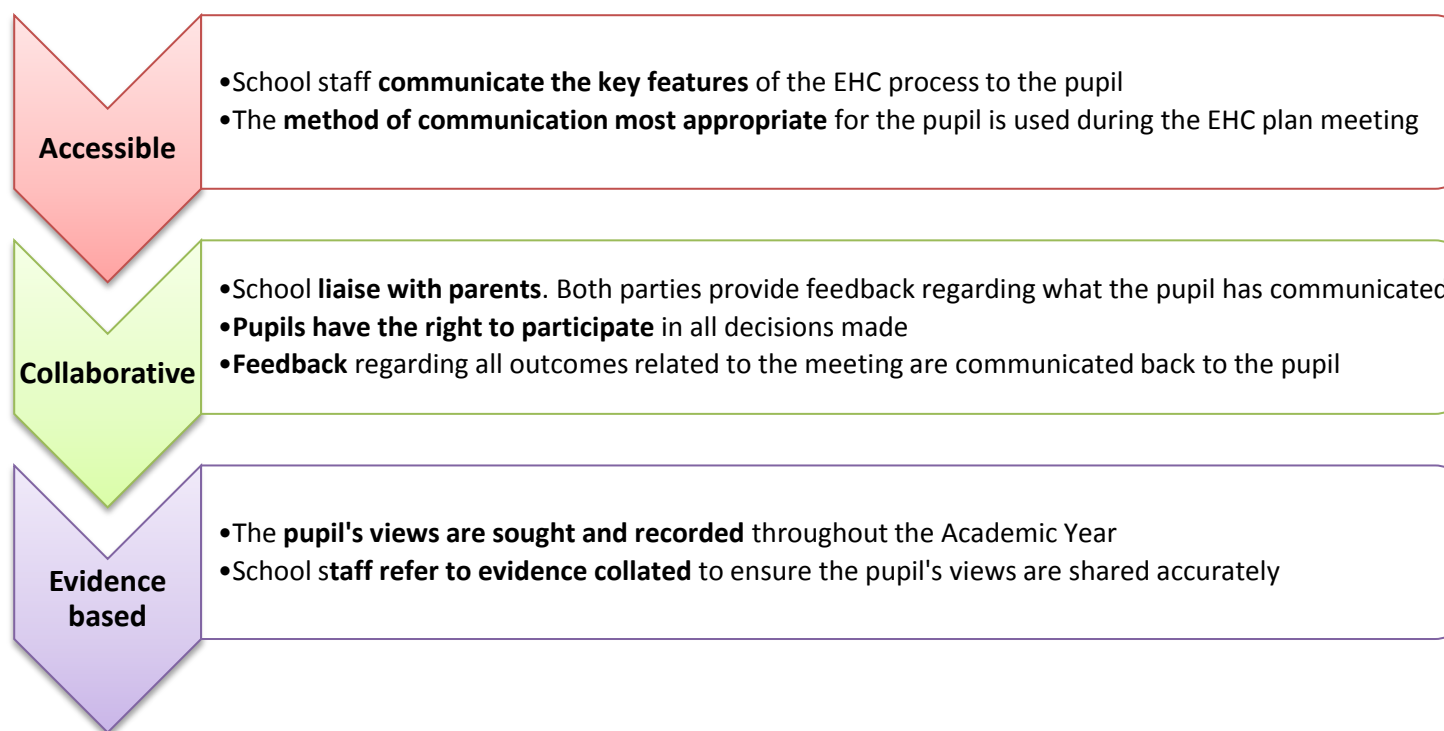 Accessible
•School staff communicate the key features of the EHC process to the pupil
•The method of communication most appropriate for the pupil is used during the EHC plan meeting
Collaborative
•School liaise with parents. Both parties provide feedback regarding what the pupil has communicated
•Pupils have the right to participate in all decisions made
•Feedback regarding all outcomes related to the meeting are communicated back to the pupil
Evidence
based
•The pupil's views are sought and recorded throughout the Academic Year
•School staff refer to evidence collated to ensure the pupil's views are shared accurately